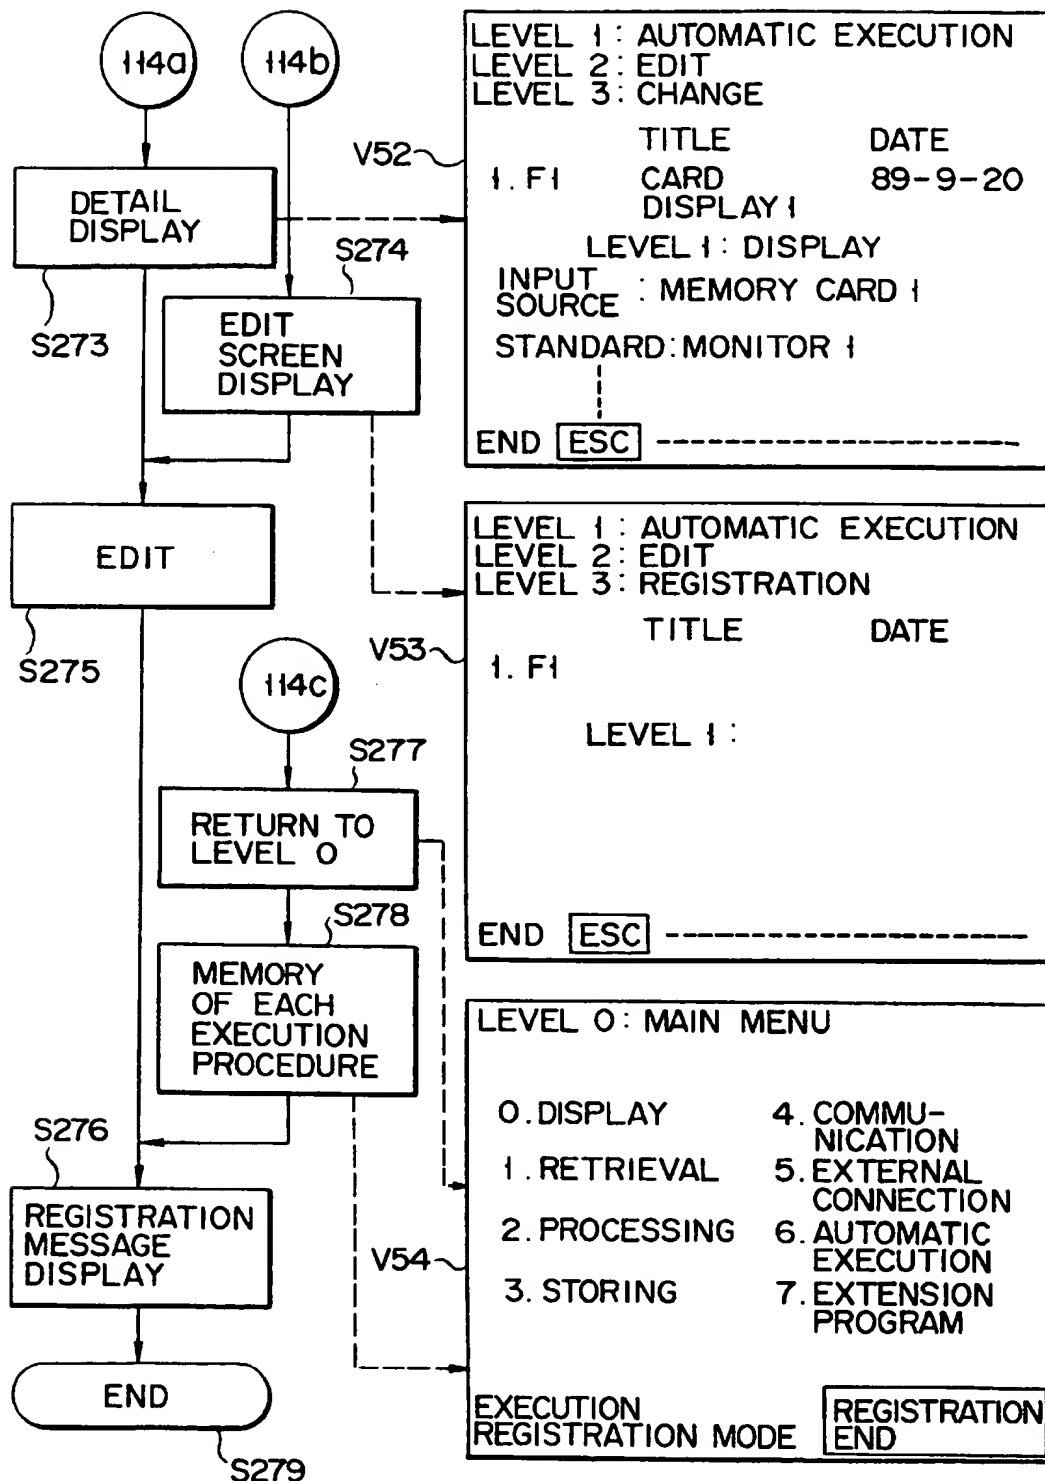 114a
114b
DETAIL
DISPLAY
S273
S274
EDIT
SCREEN
DISPLAY
EDIT
S275
114c
S277
RETURN TO
LEVEL 0
S278
MEMORY
OF EACH
EXECUTION
PROCEDURE
S276
REGISTRATION
MESSAGE
DISPLAY
END
S279
V52
LEVEL 1: AUTOMATIC EXECUTION
LEVEL 2: EDIT
LEVEL 3: CHANGE
TITLE DATE
1. F1 CARD 89-9-20
DISPLAY 1
LEVEL 1: DISPLAY
INPUT
SOURCE : MEMORY CARD 1
STANDARD: MONITOR 1
END ESC
V53
LEVEL 1: AUTOMATIC EXECUTION
LEVEL 2: EDIT
LEVEL 3: REGISTRATION
TITLE DATE
1. F1
LEVEL 1:
END ESC
V54
LEVEL 0: MAIN MENU
0. DISPLAY
1. RETRIEVAL
2. PROCESSING
3. STORING
4. COMMU-
NICATION
5. EXTERNAL
CONNECTION
6. AUTOMATIC
EXECUTION
7. EXTENSION
PROGRAM
EXECUTION
REGISTRATION MODE
REGISTRATION
END